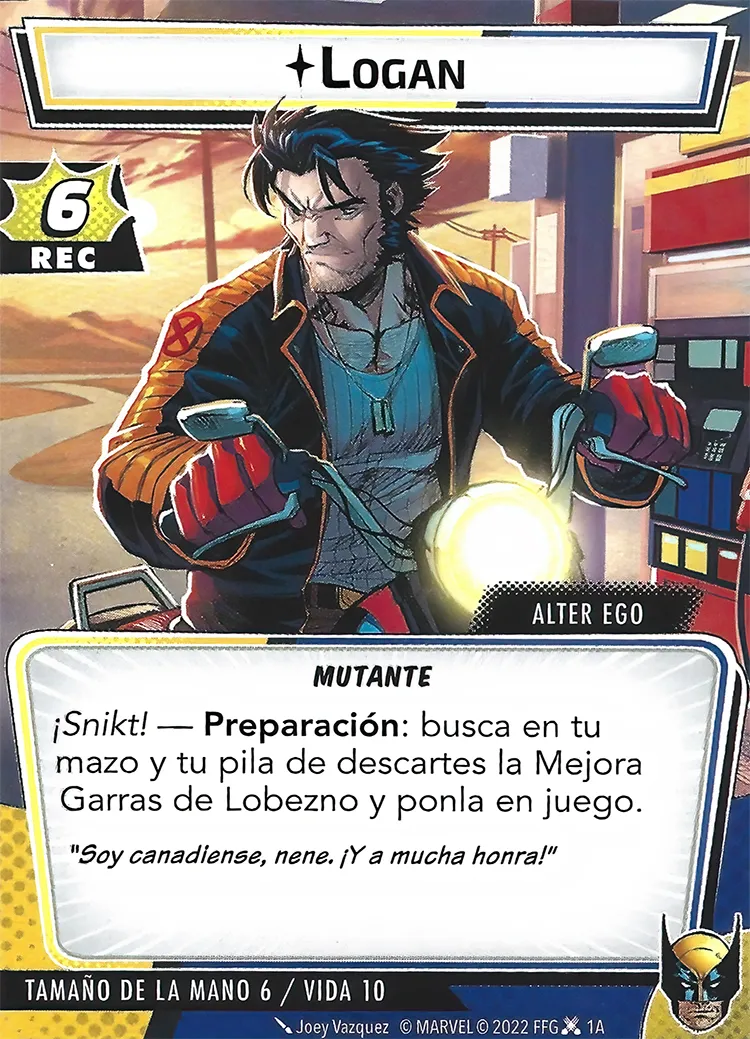 LOGAN
6
REC
ALTER EGO
MUTANTE
¡Snikt! — Preparación: busca en tu
mazo y tu pila de descartes la Mejora
Garras de Lobezno y ponla en juego.
"Soy canadiense, nene. ¡Y a mucha honra!"
TAMAÑO DE LA MANO 6 / VIDA 10
Joey Vazquez © MARVEL © 2022 FFG 1A